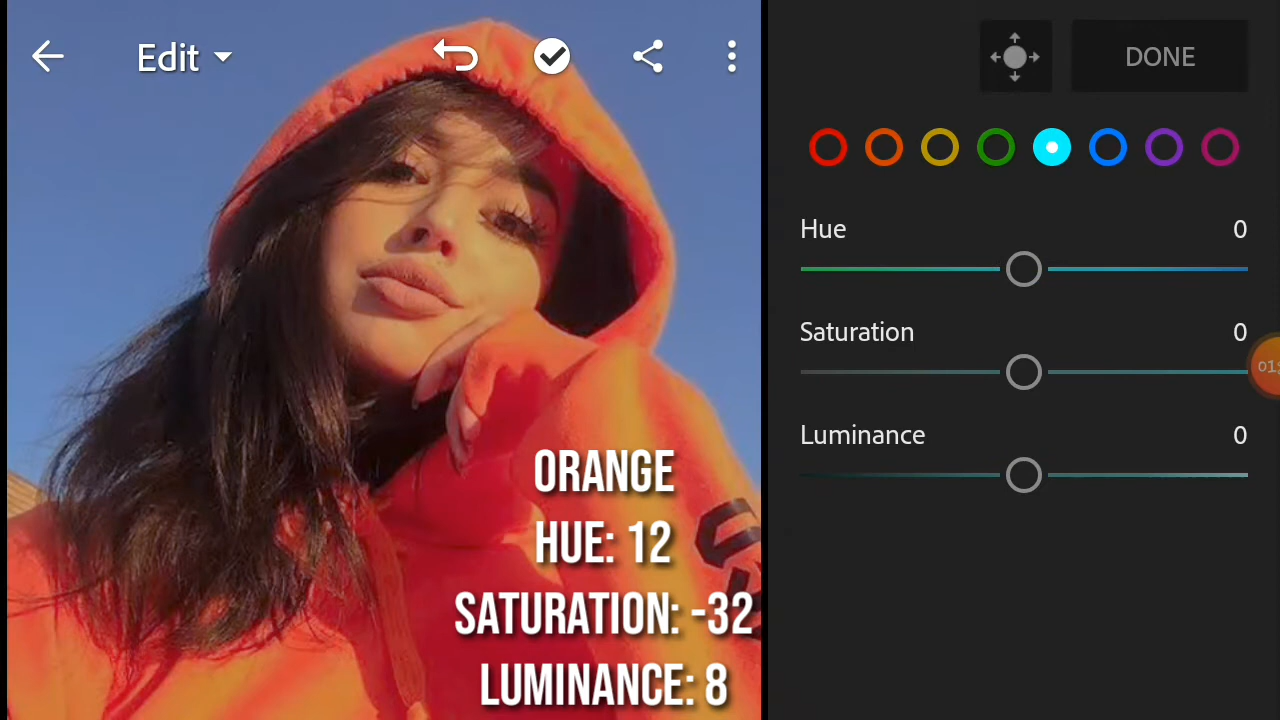 Edit
DONE
Hue 0
Saturation 0
Luminance 0
ORANGE
HUE: 12
SATURATION: -32
LUMINANCE: 8